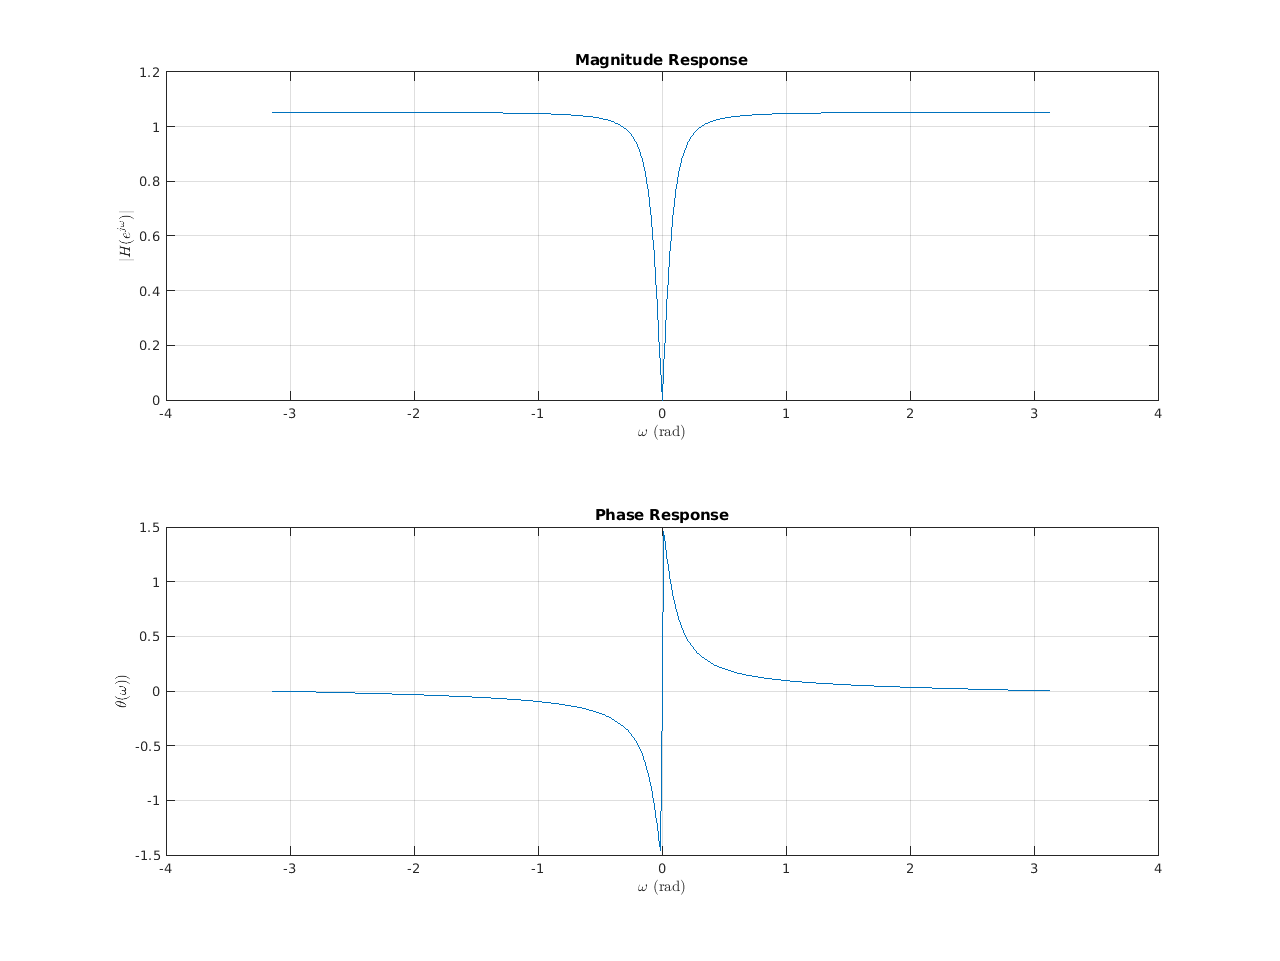 Magnitude Response
1.2
1
0.8
0.6
0.4
0.2
0
|H(e^{jω})|
-4 -3 -2 -1 0 1 2 3 4
ω (rad)
Phase Response
1.5
1
0.5
0
-0.5
-1
-1.5
θ(ω))
-4 -3 -2 -1 0 1 2 3 4
ω (rad)